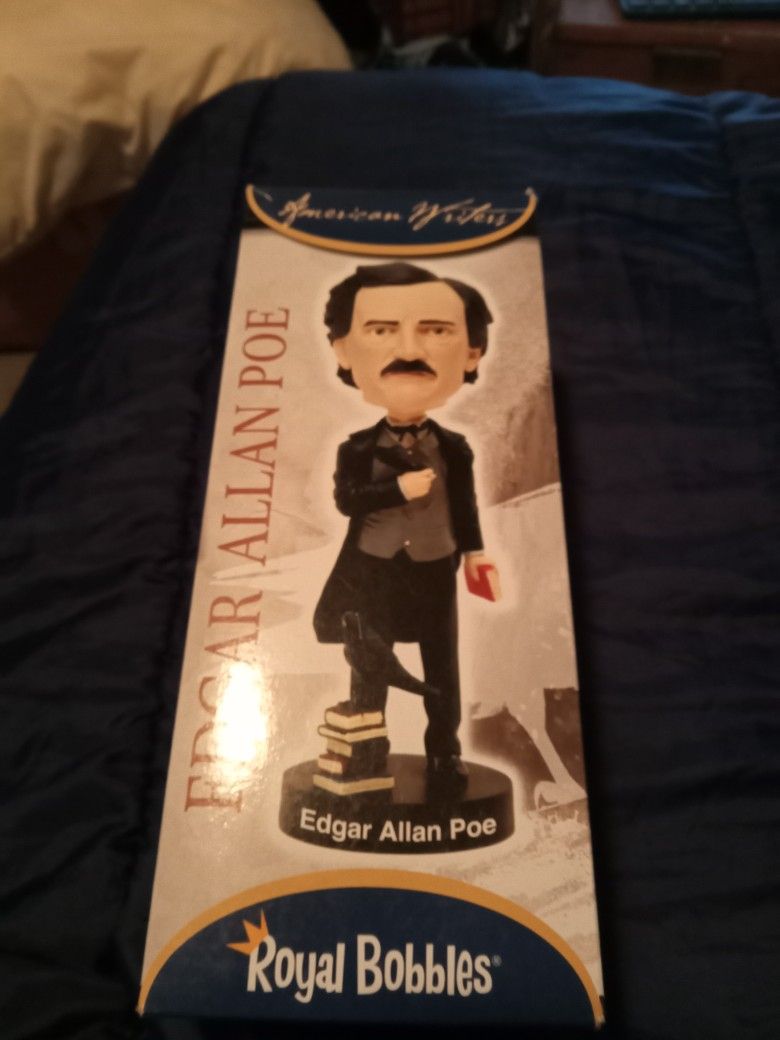 American Writers
EDGAR ALLAN POE
Edgar Allan Poe
Royal Bobbles®